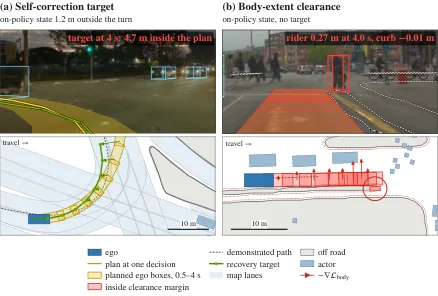 (a) Self-correction target
on-policy state 1.2 m outside the turn
target at 4 s: 4.7 m inside the plan
travel →
10 m
(b) Body-extent clearance
on-policy state, no target
rider 0.27 m at 4.0 s, curb −0.01 m
travel →
10 m
ego
plan at one decision
planned ego boxes, 0.5–4 s
inside clearance margin
demonstrated path
recovery target
map lanes
off road
actor
−∇ℒbody